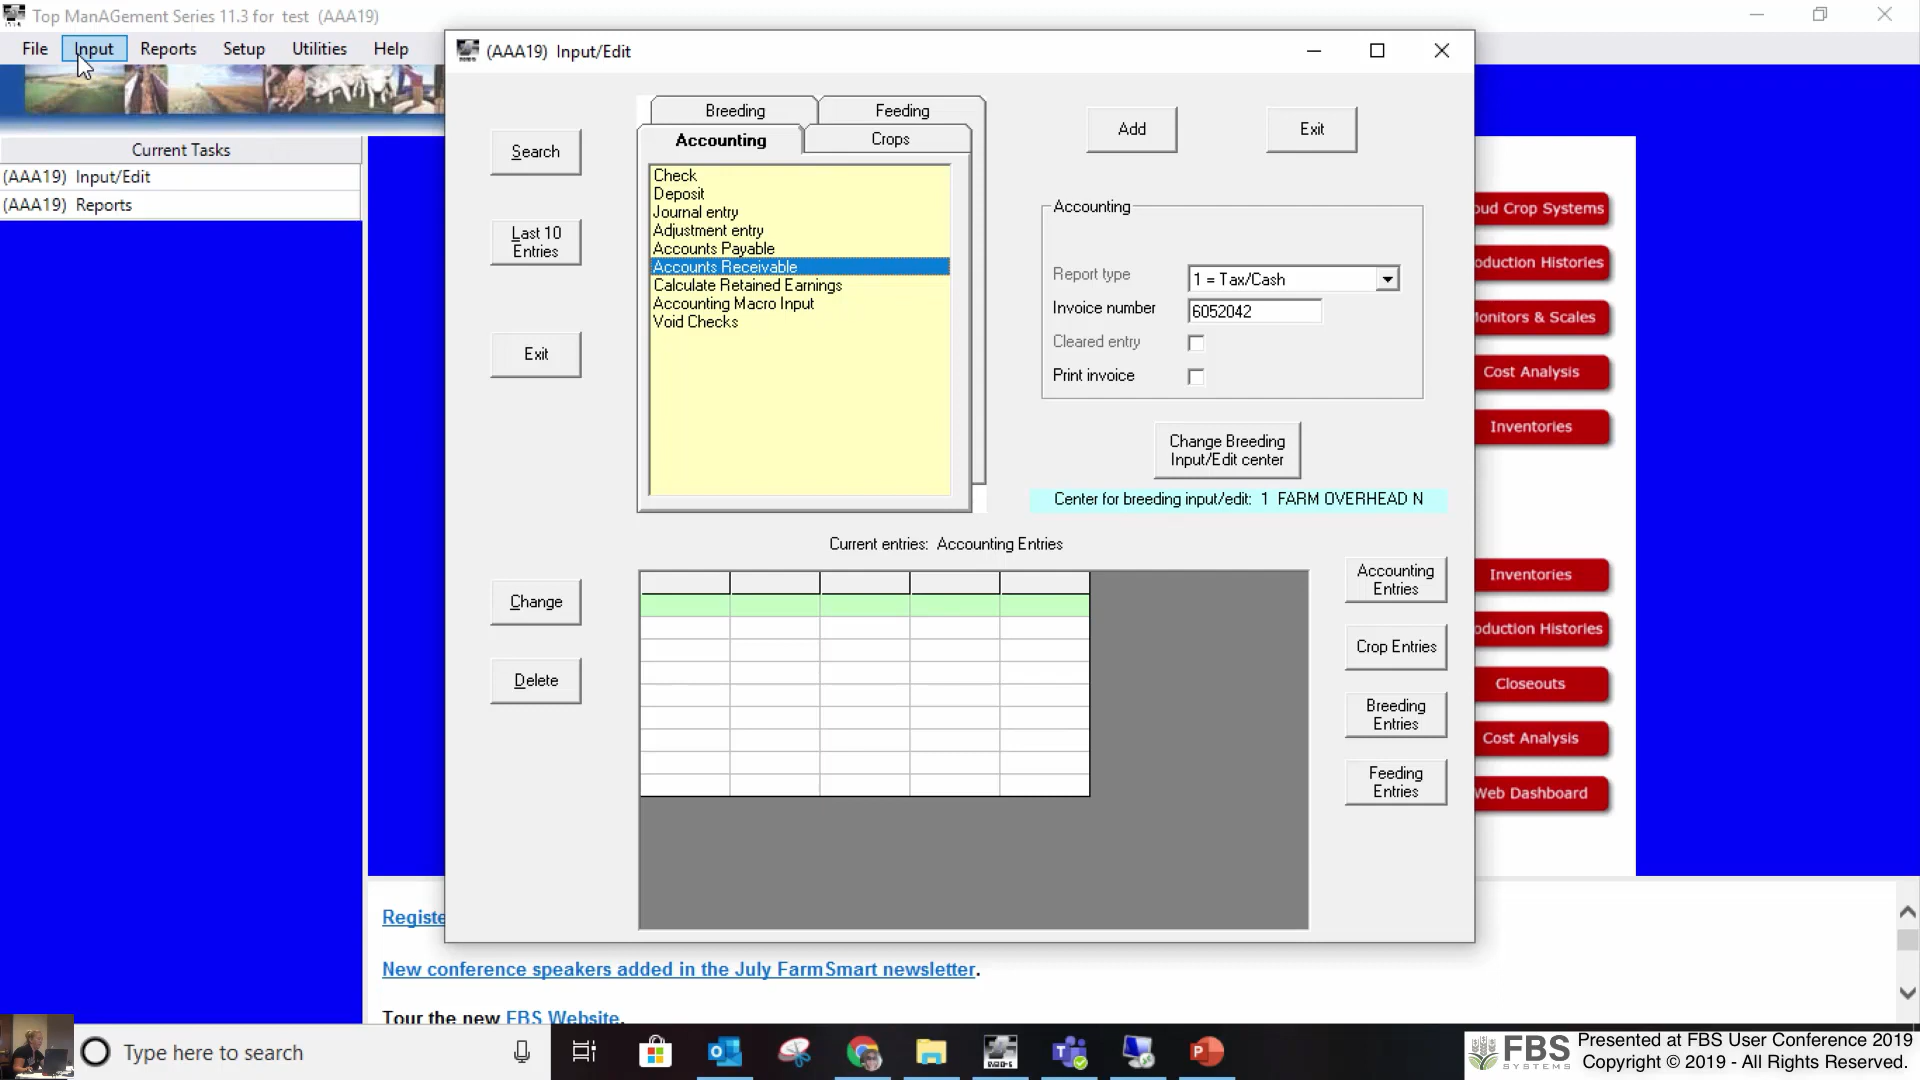 Top ManAGement Series 11.3 for  test  (AAA19)
File
Input
Reports
Setup
Utilities
Help
Current Tasks
(AAA19)  Input/Edit
(AAA19)  Reports
(AAA19)  Input/Edit
Breeding
Feeding
Accounting
Crops
Check
Deposit
Journal entry
Adjustment entry
Accounts Payable
Accounts Receivable
Calculate Retained Earnings
Accounting Macro Input
Void Checks
Search
Last 10
Entries
Exit
Change
Delete
Add
Exit
Accounting
Report type
1 = Tax/Cash
Invoice number
6052042
Cleared entry
Print invoice
Change Breeding
Input/Edit center
Center for breeding input/edit:  1  FARM OVERHEAD N
Current entries:  Accounting Entries
Accounting
Entries
Crop Entries
Breeding
Entries
Feeding
Entries
Crop Systems
Histories
& Scales
Cost Analysis
Inventories
Inventories
Histories
Closeouts
Cost Analysis
Web Dashboard
Registe
New conference speakers added in the July FarmSmart newsletter.
Tour the new FBS Website.
Type here to search
FBS
SYSTEMS
Presented at FBS User Conference 2019
Copyright © 2019 - All Rights Reserved.